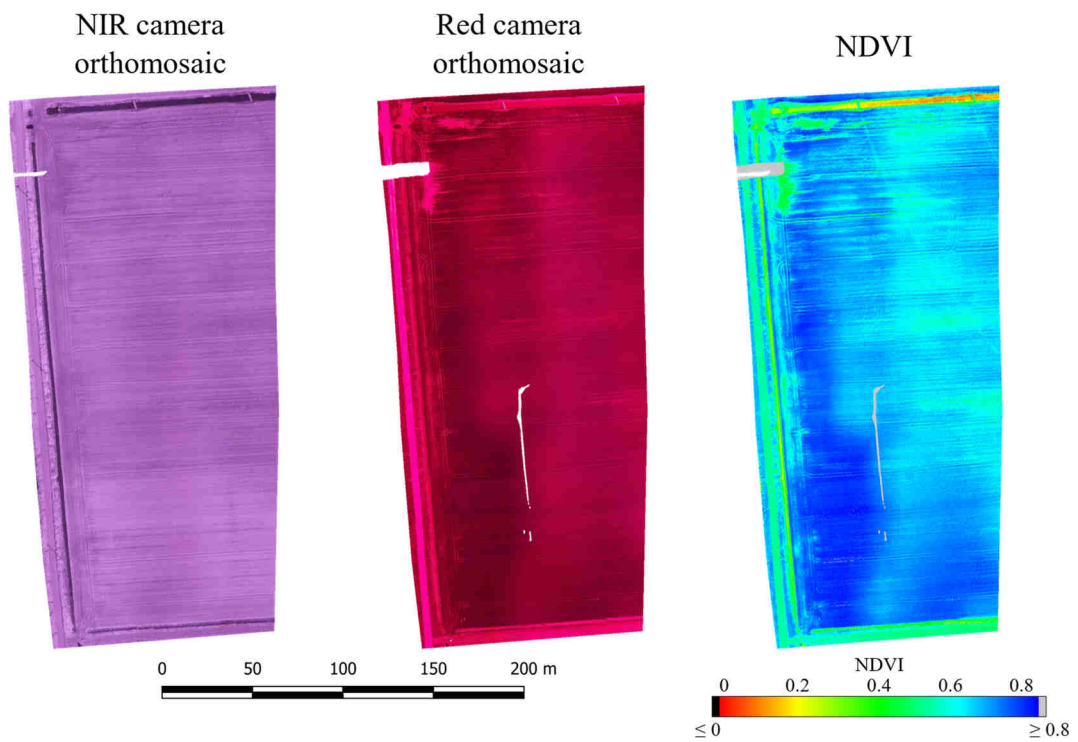 NIR camera
orthomosaic
Red camera
orthomosaic
NDVI
0 50 100 150 200 m
NDVI
0 0.2 0.4 0.6 0.8
≤ 0 ≥ 0.8